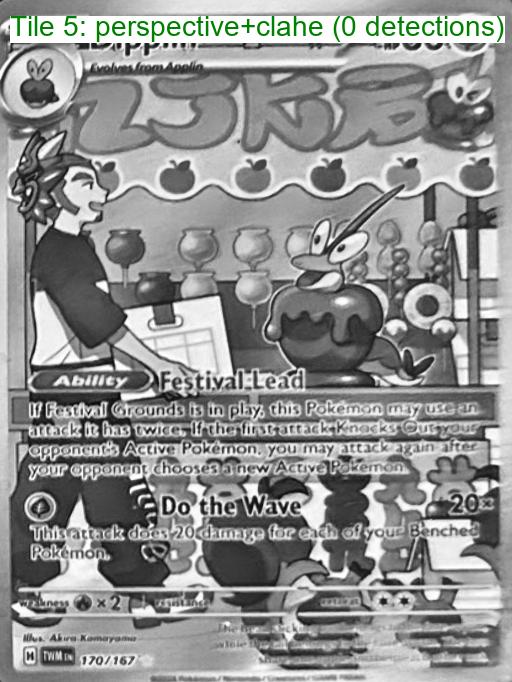 Tile 5: perspective+clahe (0 detections)
Dipplin
Evolves from Applin
Ability Festival Lead
If Festival Grounds is in play, this Pokémon may use an
attack it has twice. If the first attack Knocks Out your
opponent's Active Pokémon, you may attack again after
your opponent chooses a new Active Pokémon.
Do the Wave 20×
This attack does 20 damage for each of your Benched
Pokémon.
weakness ×2 resistance retreat
Illus. Akira Komayama
H TWM EN 170/167